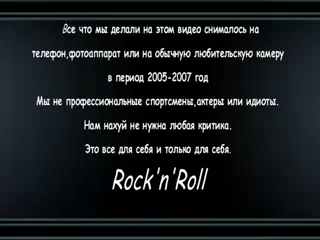 Все что мы делали на этом видео снималось на
телефон,фотоаппарат или на обычную любительскую камеру
в период 2005-2007 год
Мы не профессиональные спортсмены,актеры или идиоты.
Нам нахуй не нужна любая критика.
Это все для себя и только для себя.
Rock'n'Roll